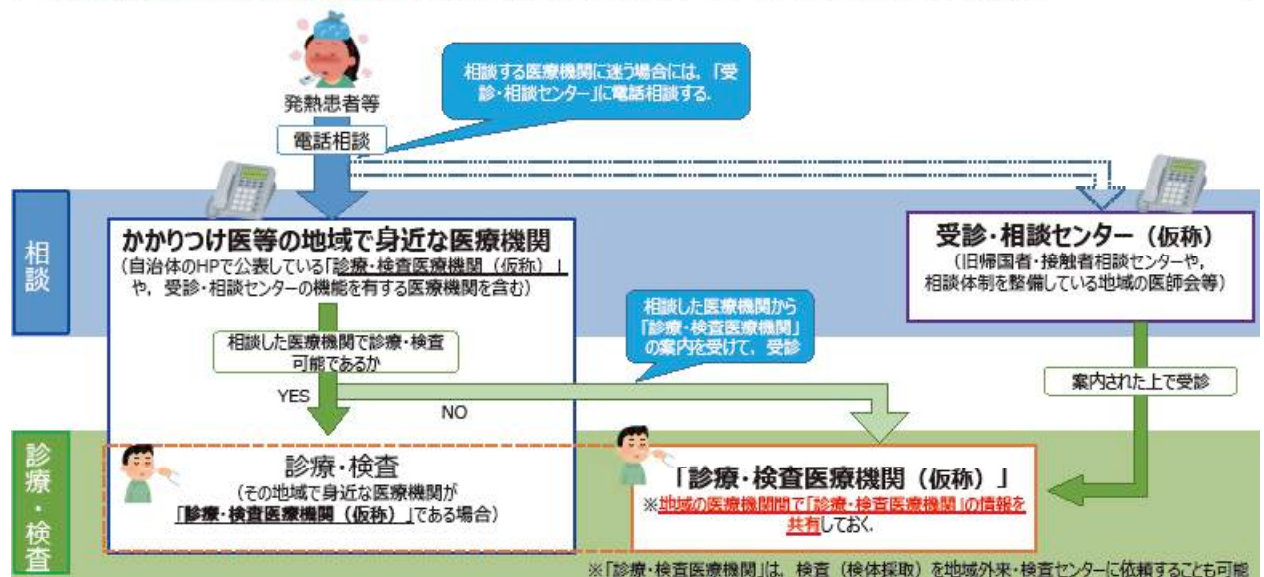 発熱患者等
電話相談
相談する医療機関に迷う場合には，「受
診・相談センター」に電話相談する．
相談
かかりつけ医等の地域で身近な医療機関
（自治体のHPで公表している「診療・検査医療機関（仮称）」
や，受診・相談センターの機能を有する医療機関を含む）
受診・相談センター（仮称）
（旧帰国者・接触者相談センターや，
相談体制を整備している地域の医師会等）
相談した医療機関で診療・検査
可能であるか
相談した医療機関から
「診療・検査医療機関」
の案内を受けて，受診
案内された上で受診
YES
NO
診療・検査
診療・検査
（その地域で身近な医療機関が
「診療・検査医療機関（仮称）」である場合）
「診療・検査医療機関（仮称）」
※地域の医療機関間で「診療・検査医療機関」の情報を
共有しておく．
※「診療・検査医療機関」は，検査（検体採取）を地域外来・検査センターに依頼することも可能